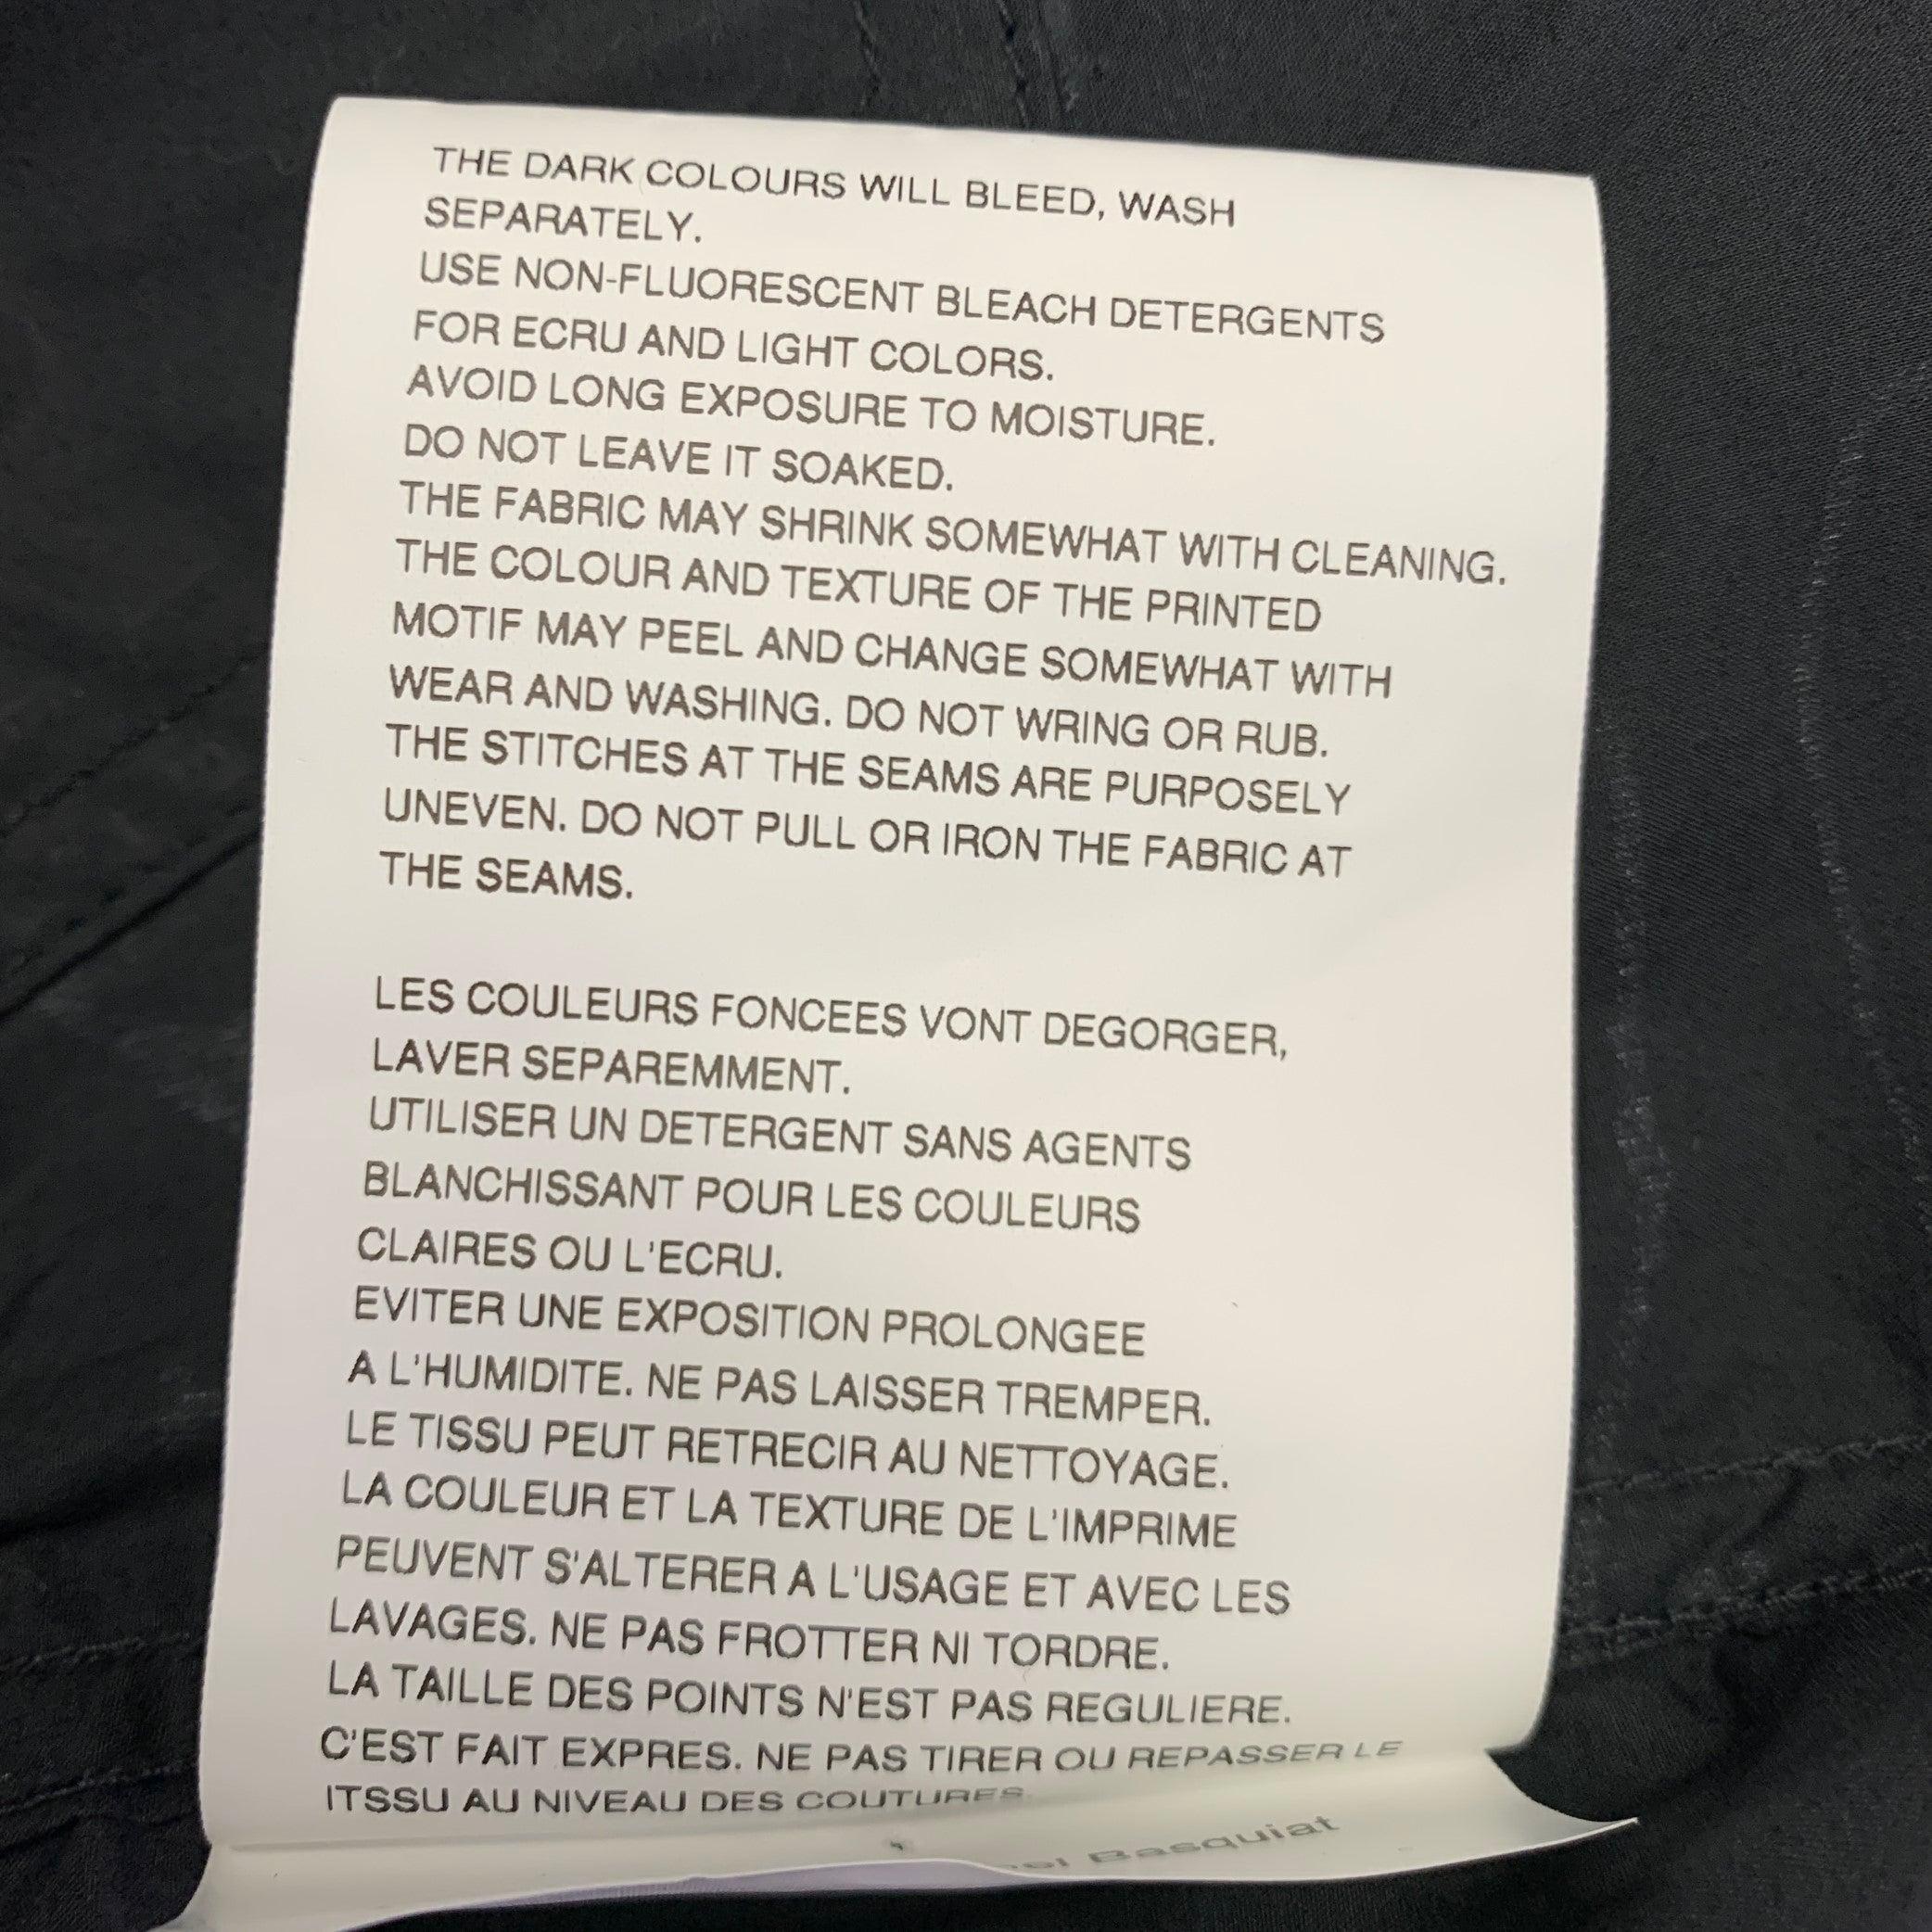 THE DARK COLOURS WILL BLEED, WASH
SEPARATELY.
USE NON-FLUORESCENT BLEACH DETERGENTS
FOR ECRU AND LIGHT COLORS.
AVOID LONG EXPOSURE TO MOISTURE.
DO NOT LEAVE IT SOAKED.
THE FABRIC MAY SHRINK SOMEWHAT WITH CLEANING.
THE COLOUR AND TEXTURE OF THE PRINTED
MOTIF MAY PEEL AND CHANGE SOMEWHAT WITH
WEAR AND WASHING. DO NOT WRING OR RUB.
THE STITCHES AT THE SEAMS ARE PURPOSELY
UNEVEN. DO NOT PULL OR IRON THE FABRIC AT
THE SEAMS.
LES COULEURS FONCEES VONT DEGORGER,
LAVER SEPAREMMENT.
UTILISER UN DETERGENT SANS AGENTS
BLANCHISSANT POUR LES COULEURS
CLAIRES OU L'ECRU.
EVITER UNE EXPOSITION PROLONGEE
A L'HUMIDITE. NE PAS LAISSER TREMPER.
LE TISSU PEUT RETRECIR AU NETTOYAGE.
LA COULEUR ET LA TEXTURE DE L'IMPRIME
PEUVENT S'ALTERER A L'USAGE ET AVEC LES
LAVAGES. NE PAS FROTTER NI TORDRE.
LA TAILLE DES POINTS N'EST PAS REGULIERE.
C'EST FAIT EXPRES. NE PAS TIRER OU REPASSER LE
ITSSU AU NIVEAU DES COUTURES.
Basquiat